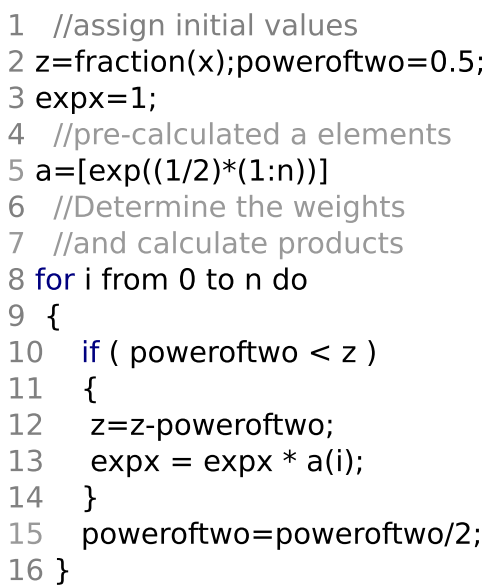 1 //assign initial values
2 z=fraction(x);poweroftwo=0.5;
3 expx=1;
4 //pre-calculated a elements
5 a=[exp((1/2)*(1:n))]
6 //Determine the weights
7 //and calculate products
8 for i from 0 to n do
9 {
10 if ( poweroftwo < z )
11 {
12 z=z-poweroftwo;
13 expx = expx * a(i);
14 }
15 poweroftwo=poweroftwo/2;
16 }